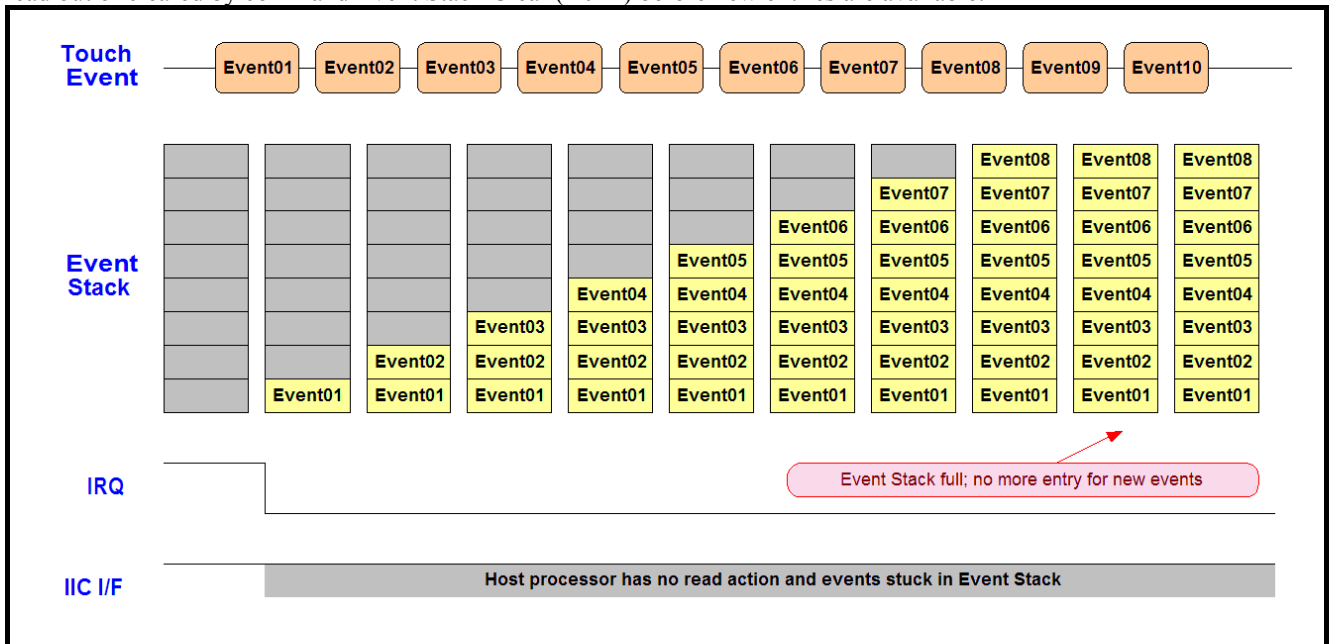 Touch
Event
Event01 Event02 Event03 Event04 Event05 Event06 Event07 Event08 Event09 Event10
Event
Stack
Event08 Event08 Event08
Event07 Event07 Event07 Event07
Event06 Event06 Event06 Event06 Event06
Event05 Event05 Event05 Event05 Event05 Event05
Event04 Event04 Event04 Event04 Event04 Event04 Event04
Event03 Event03 Event03 Event03 Event03 Event03 Event03 Event03
Event02 Event02 Event02 Event02 Event02 Event02 Event02 Event02 Event02
Event01 Event01 Event01 Event01 Event01 Event01 Event01 Event01 Event01 Event01
IRQ
Event Stack full; no more entry for new events
IIC I/F
Host processor has no read action and events stuck in Event Stack